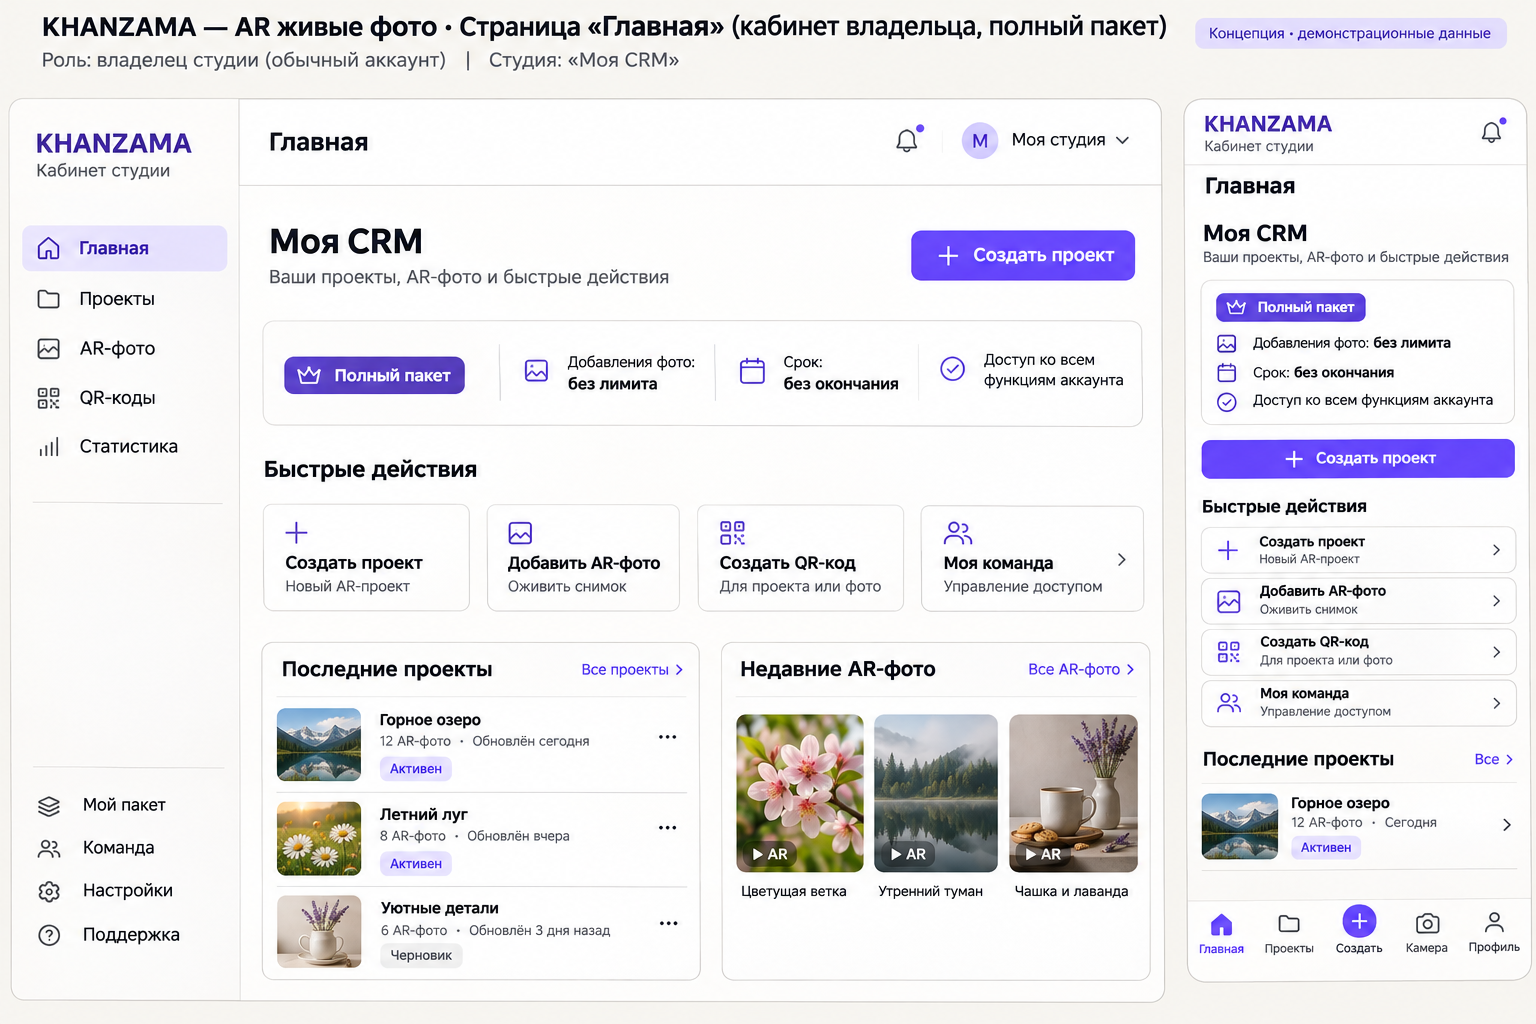 KHANZAMA — AR живые фото · Страница «Главная» (кабинет владельца, полный пакет)
Роль: владелец студии (обычный аккаунт) | Студия: «Моя CRM»
Концепция • демонстрационные данные
KHANZAMA
Кабинет студии
Главная
Проекты
AR-фото
QR-коды
Статистика
Мой пакет
Команда
Настройки
Поддержка
Главная
М
Моя студия
Моя CRM
Ваши проекты, AR-фото и быстрые действия
Создать проект
Полный пакет
Добавления фото:
без лимита
Срок:
без окончания
Доступ ко всем
функциям аккаунта
Быстрые действия
Создать проект
Новый AR-проект
Добавить AR-фото
Оживить снимок
Создать QR-код
Для проекта или фото
Моя команда
Управление доступом
Последние проекты
Все проекты
Горное озеро
12 AR-фото · Обновлён сегодня
Активен
Летний луг
8 AR-фото · Обновлён вчера
Активен
Уютные детали
6 AR-фото · Обновлён 3 дня назад
Черновик
Недавние AR-фото
Все AR-фото
AR
Цветущая ветка
AR
Утренний туман
AR
Чашка и лаванда
KHANZAMA
Кабинет студии
Главная
Моя CRM
Ваши проекты, AR-фото и быстрые действия
Полный пакет
Добавления фото: без лимита
Срок: без окончания
Доступ ко всем функциям аккаунта
Создать проект
Быстрые действия
Создать проект
Новый AR-проект
Добавить AR-фото
Оживить снимок
Создать QR-код
Для проекта или фото
Моя команда
Управление доступом
Последние проекты
Все
Горное озеро
12 AR-фото · Сегодня
Активен
Главная
Проекты
Создать
Камера
Профиль